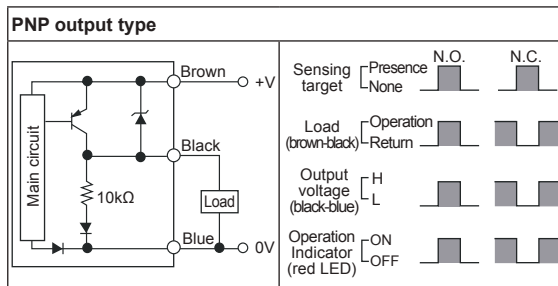 PNP output type
Main circuit
10kΩ
Brown
+V
Black
Load
Blue
0V
N.O. N.C.
Sensing target Presence None
Load (brown-black) Operation Return
Output voltage (black-blue) H L
Operation Indicator (red LED) ON OFF